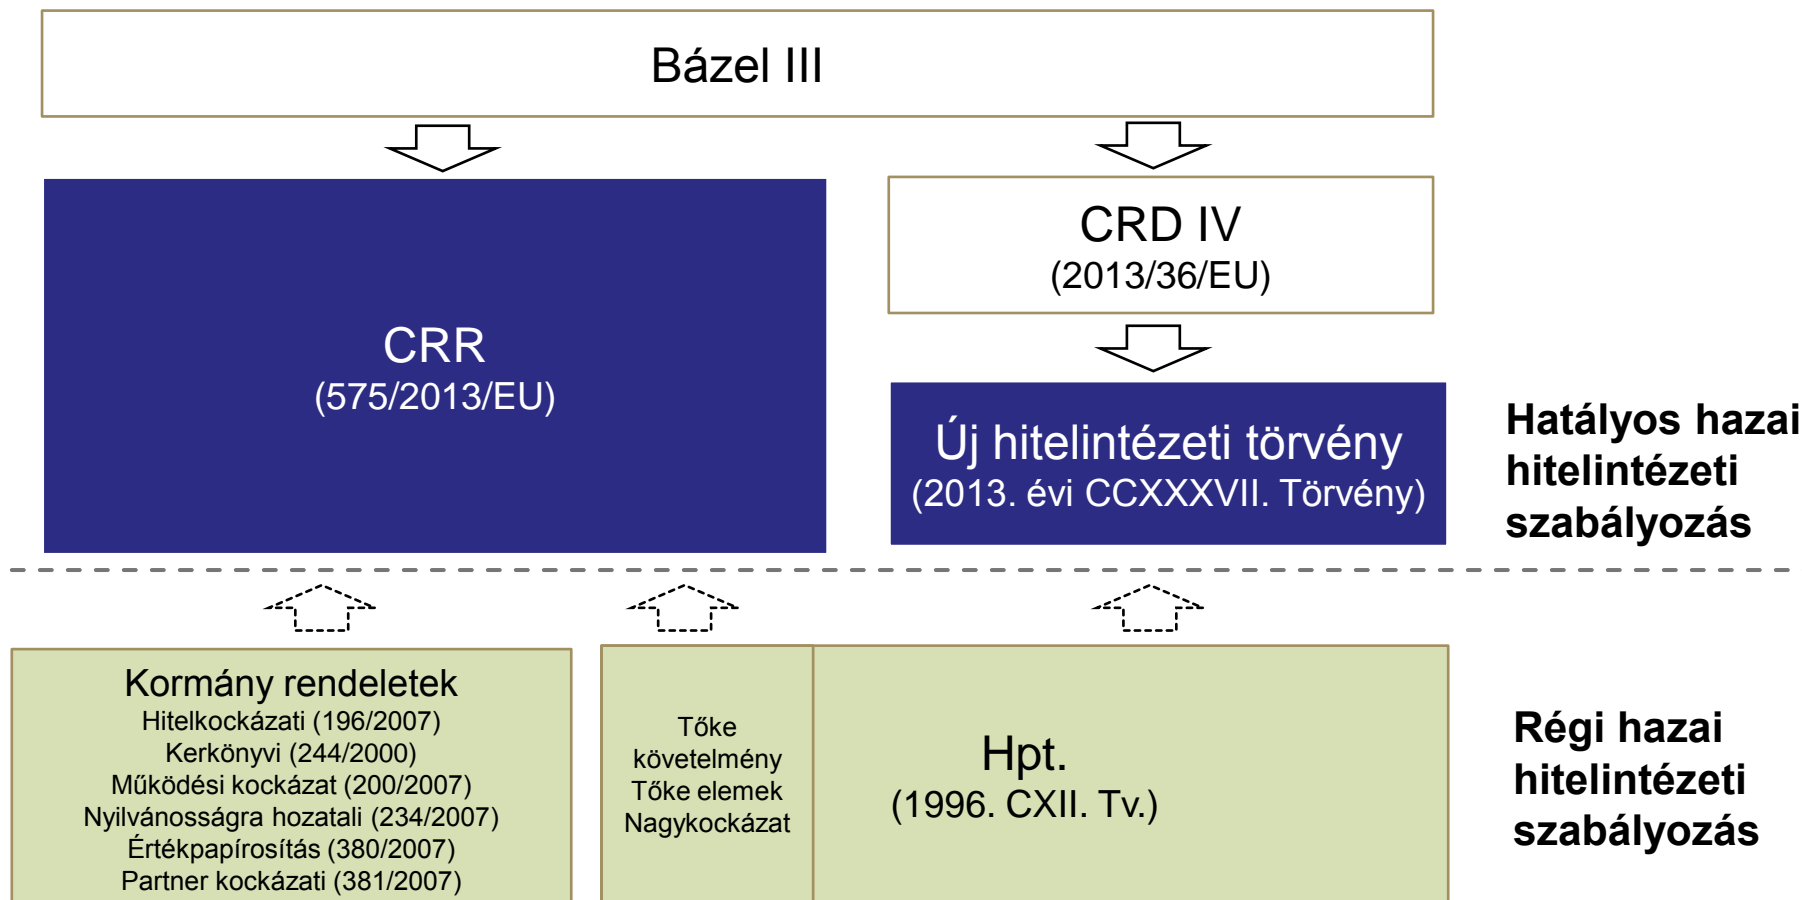 Bázel III
CRR
(575/2013/EU)
CRD IV
(2013/36/EU)
Új hitelintézeti törvény
(2013. évi CCXXXVII. Törvény)
Hatályos hazai
hitelintézeti
szabályozás
Kormány rendeletek
Hitelkockázati (196/2007)
Kerkönyvi (244/2000)
Működési kockázat (200/2007)
Nyilvánosságra hozatali (234/2007)
Értékpapírosítás (380/2007)
Partner kockázati (381/2007)
Tőke
követelmény
Tőke elemek
Nagykockázat
Hpt.
(1996. CXII. Tv.)
Régi hazai
hitelintézeti
szabályozás